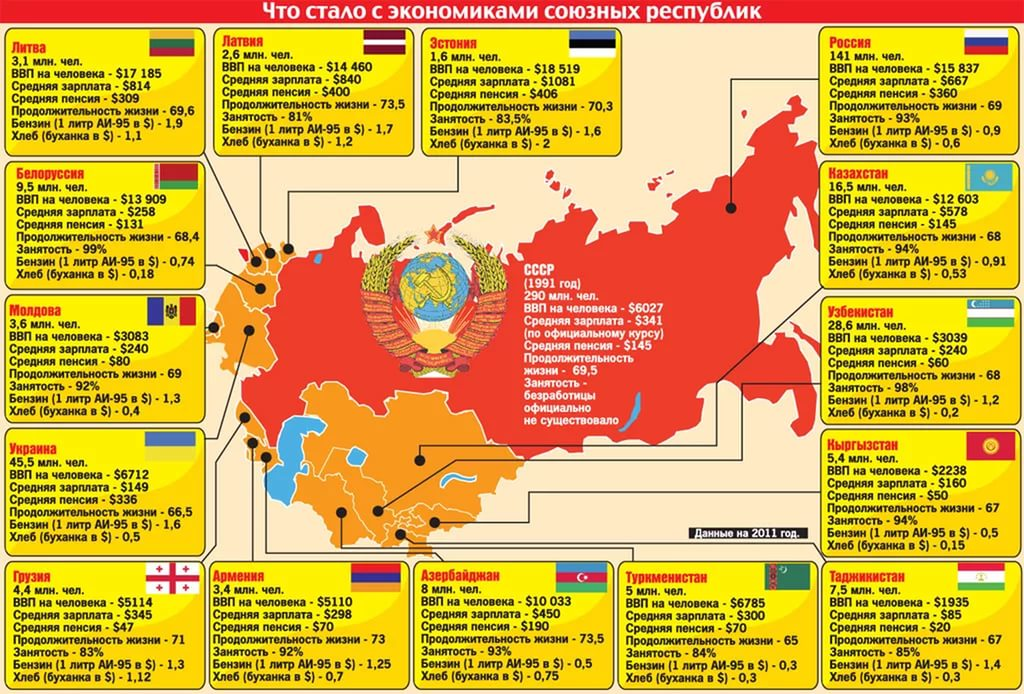 Что стало с экономиками союзных республик
Литва
3,1 млн. чел.
ВВП на человека - $17 185
Средняя зарплата - $814
Средняя пенсия - $309
Продолжительность жизни - 69,6
Бензин (1 литр АИ-95 в $) - 1,9
Хлеб (буханка в $) - 1,1
Латвия
2,6 млн. чел.
ВВП на человека - $14 460
Средняя зарплата - $840
Средняя пенсия - $400
Продолжительность жизни - 73,5
Занятость - 81%
Бензин (1 литр АИ-95 в $) - 1,7
Хлеб (буханка в $) - 1,2
Эстония
1,6 млн. чел.
ВВП на человека - $18 519
Средняя зарплата - $1081
Средняя пенсия - $406
Продолжительность жизни - 70,3
Занятость - 83,5%
Бензин (1 литр АИ-95 в $) - 1,6
Хлеб (буханка в $) - 2
Россия
141 млн. чел.
ВВП на человека - $15 837
Средняя зарплата - $667
Средняя пенсия - $360
Продолжительность жизни - 69
Занятость - 93%
Бензин (1 литр АИ-95 в $) - 0,9
Хлеб (буханка в $) - 0,6
Белоруссия
9,5 млн. чел.
ВВП на человека - $13 909
Средняя зарплата - $258
Средняя пенсия - $131
Продолжительность жизни - 68,4
Занятость - 99%
Бензин (1 литр АИ-95 в $) - 0,74
Хлеб (буханка в $) - 0,18
Казахстан
16,5 млн. чел.
ВВП на человека - $12 603
Средняя зарплата - $578
Средняя пенсия - $145
Продолжительность жизни - 68
Занятость - 94%
Бензин (1 литр АИ-95 в $) - 0,91
Хлеб (буханка в $) - 0,53
СССР
(1991 год)
290 млн. чел.
ВВП на человека - $6027
Средняя зарплата - $341
(по официальному курсу)
Средняя пенсия - $145
Продолжительность
жизни - 69,5
Занятость -
безработицы
официально
не существовало
Молдова
3,6 млн. чел.
ВВП на человека - $3083
Средняя зарплата - $240
Средняя пенсия - $80
Продолжительность жизни - 69
Занятость - 92%
Бензин (1 литр АИ-95 в $) - 1,3
Хлеб (буханка в $) - 0,4
Узбекистан
28,6 млн. чел.
ВВП на человека - $3039
Средняя зарплата - $240
Средняя пенсия - $60
Продолжительность жизни - 68
Занятость - 98%
Бензин (1 литр АИ-95 в $) - 1,2
Хлеб (буханка в $) - 0,2
Украина
45,5 млн. чел.
ВВП на человека - $6712
Средняя зарплата - $149
Средняя пенсия - $336
Продолжительность жизни - 66,5
Бензин (1 литр АИ-95 в $) - 1,6
Хлеб (буханка в $) - 0,5
Кыргызстан
5,4 млн. чел.
ВВП на человека - $2238
Средняя зарплата - $160
Средняя пенсия - $50
Продолжительность жизни - 67
Занятость - 94%
Бензин (1 литр АИ-95 в $) - 0,5
Хлеб (буханка в $) - 0,15
Данные на 2011 год.
Грузия
4,4 млн. чел.
ВВП на человека - $5114
Средняя зарплата - $345
Средняя пенсия - $47
Продолжительность жизни - 71
Занятость - 83%
Бензин (1 литр АИ-95 в $) - 1,3
Хлеб (буханка в $) - 1,12
Армения
3,4 млн. чел.
ВВП на человека - $5110
Средняя зарплата - $298
Средняя пенсия - $70
Продолжительность жизни - 73
Занятость - 92%
Бензин (1 литр АИ-95 в $) - 1,25
Хлеб (буханка в $) - 0,7
Азербайджан
8 млн. чел.
ВВП на человека - $10 033
Средняя зарплата - $450
Средняя пенсия - $190
Продолжительность жизни - 73,5
Занятость - 93%
Бензин (1 литр АИ-95 в $) - 0,5
Хлеб (буханка в $) - 0,75
Туркменистан
5 млн. чел.
ВВП на человека - $6785
Средняя зарплата - $300
Средняя пенсия - $70
Продолжительность жизни - 65
Занятость - 84%
Бензин (1 литр АИ-95 в $) - 0,3
Хлеб (буханка в $) - 0,3
Таджикистан
7,5 млн. чел.
ВВП на человека - $1935
Средняя зарплата - $85
Средняя пенсия - $20
Продолжительность жизни - 67
Занятость - 85%
Бензин (1 литр АИ-95 в $) - 1,4
Хлеб (буханка в $) - 0,3